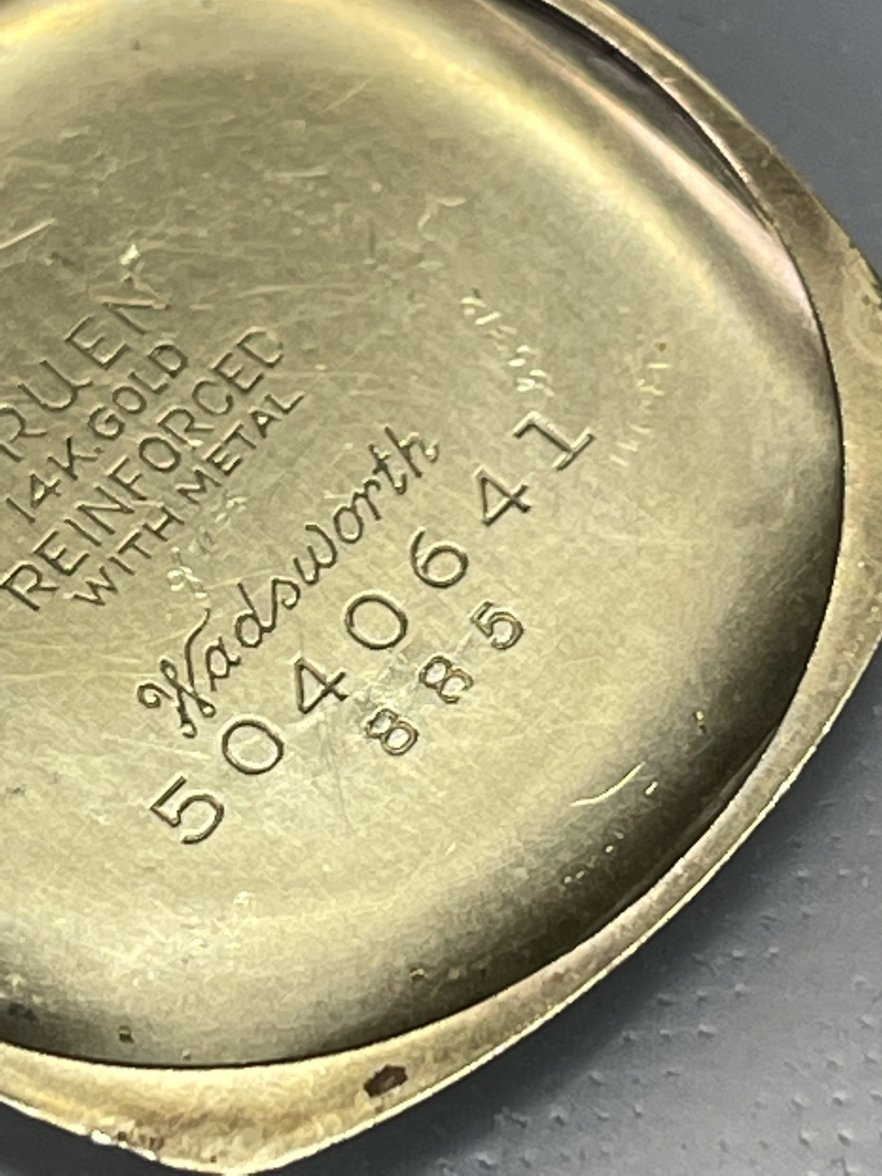 RUEN
14K.GOLD
REINFORCED
WITH METAL
Wadsworth
5040641
885